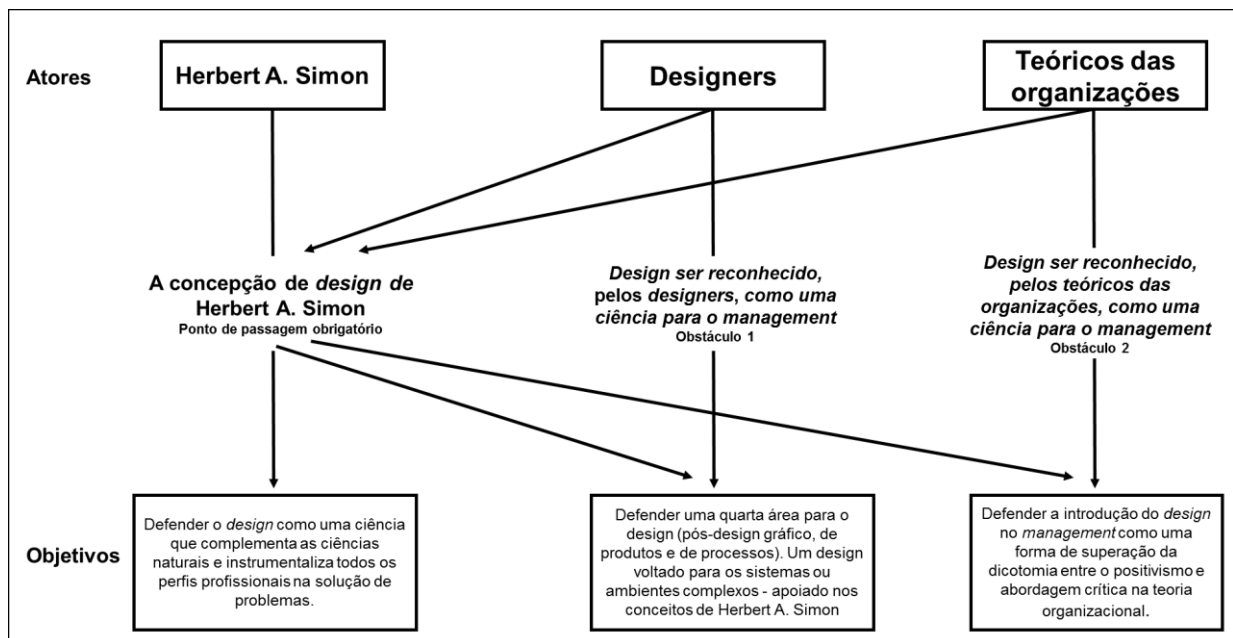 Atores
Herbert A. Simon
Designers
Teóricos das
organizações
A concepção de design de
Herbert A. Simon
Ponto de passagem obrigatório
Design ser reconhecido,
pelos designers, como uma
ciência para o management
Obstáculo 1
Design ser reconhecido,
pelos teóricos das
organizações, como uma
ciência para o management
Obstáculo 2
Objetivos
Defender o design como uma ciência
que complementa as ciências
naturais e instrumentaliza todos os
perfis profissionais na solução de
problemas.
Defender uma quarta área para o
design (pós-design gráfico, de
produtos e de processos). Um design
voltado para os sistemas ou
ambientes complexos - apoiado nos
conceitos de Herbert A. Simon
Defender a introdução do design
no management como uma
forma de superação da
dicotomia entre o positivismo e
abordagem crítica na teoria
organizacional.